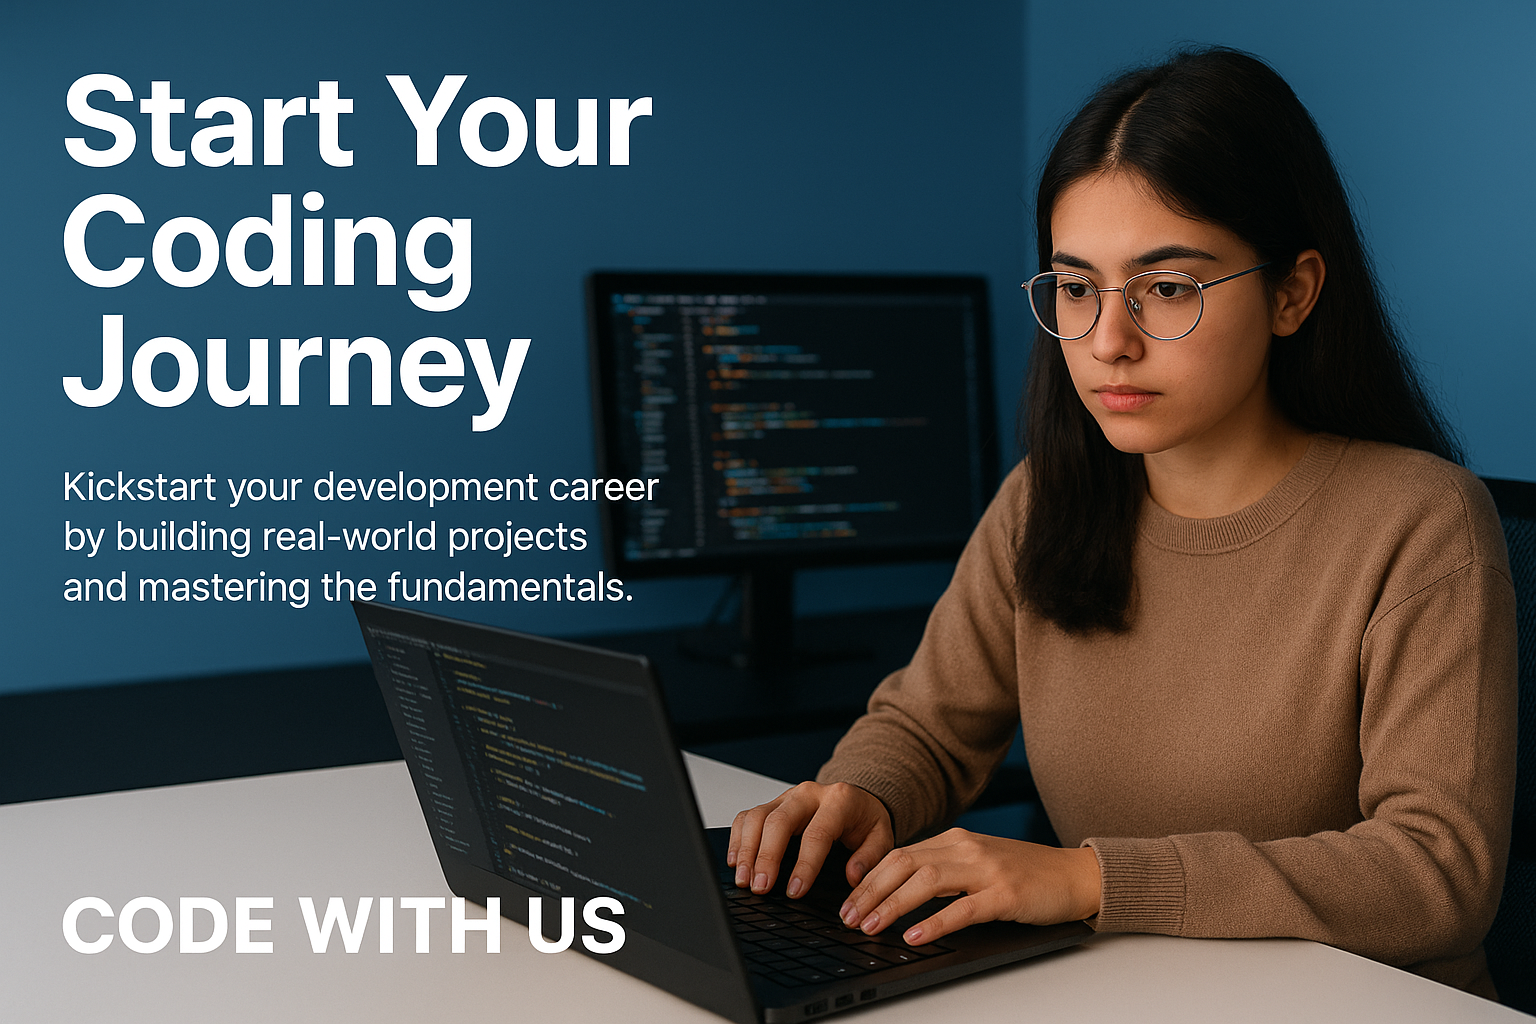 Start Your
Coding
Journey
Kickstart your development career
by building real-world projects
and mastering the fundamentals.
CODE WITH US